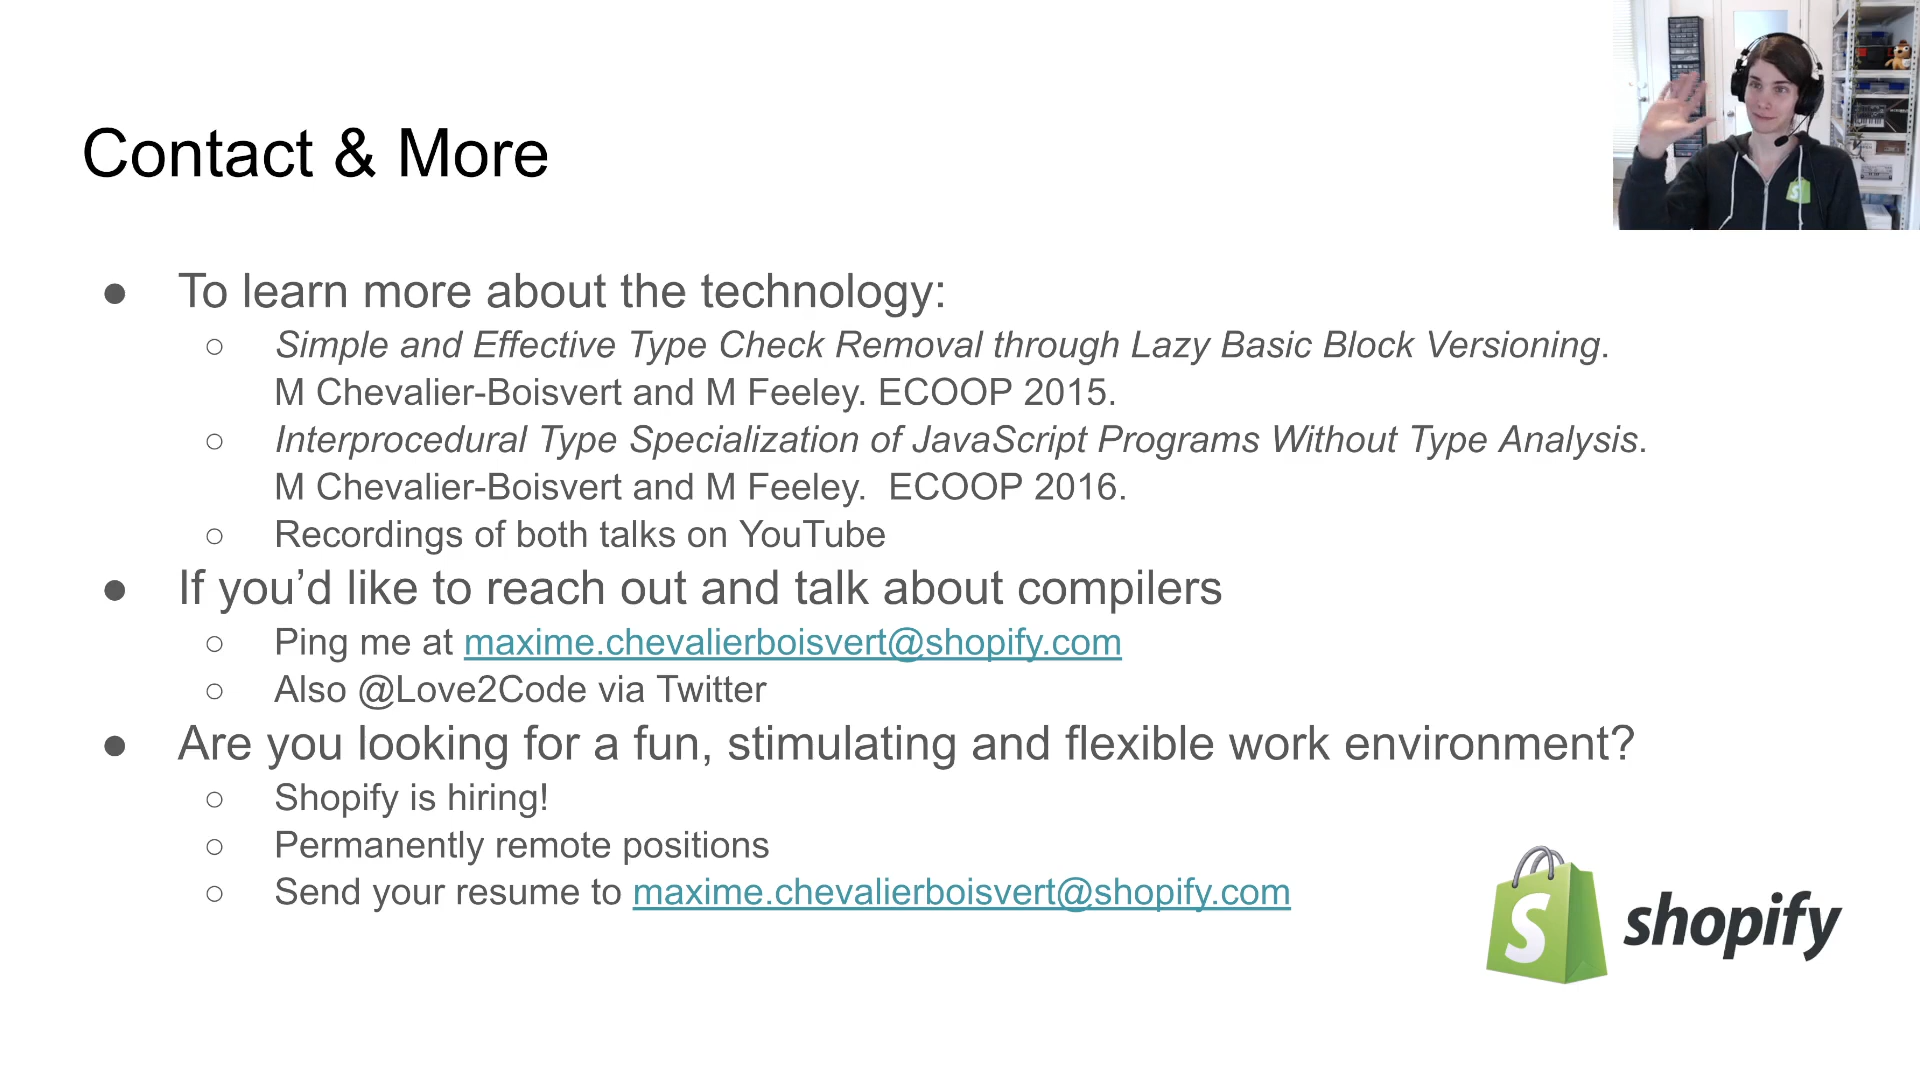 Contact & More
● To learn more about the technology:
○ Simple and Effective Type Check Removal through Lazy Basic Block Versioning.
M Chevalier-Boisvert and M Feeley. ECOOP 2015.
○ Interprocedural Type Specialization of JavaScript Programs Without Type Analysis.
M Chevalier-Boisvert and M Feeley.  ECOOP 2016.
○ Recordings of both talks on YouTube
● If you’d like to reach out and talk about compilers
○ Ping me at maxime.chevalierboisvert@shopify.com
○ Also @Love2Code via Twitter
● Are you looking for a fun, stimulating and flexible work environment?
○ Shopify is hiring!
○ Permanently remote positions
○ Send your resume to maxime.chevalierboisvert@shopify.com
S shopify